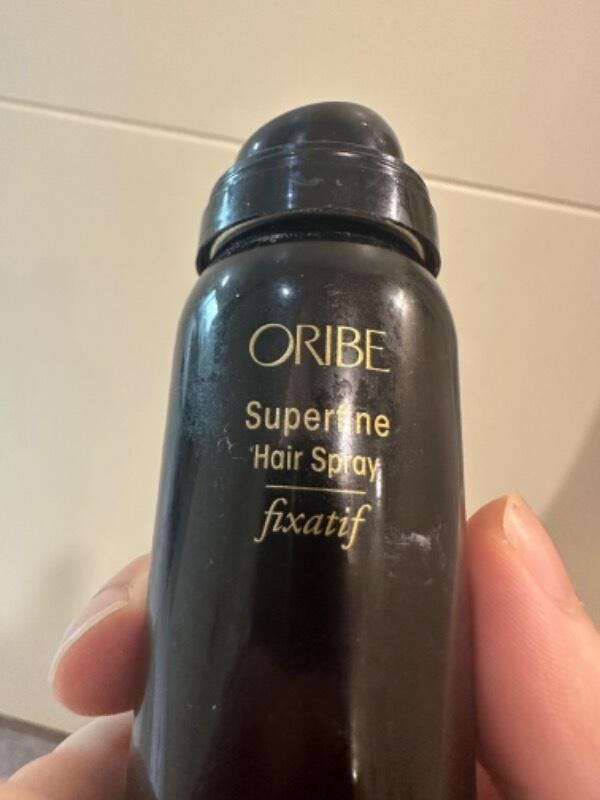 ORIBE
Superfine
Hair Spray
fixatif